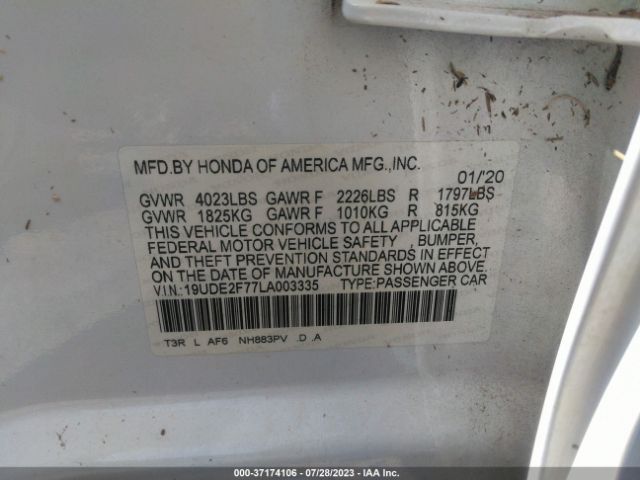 MFD.BY HONDA OF AMERICA MFG.,INC.
01/'20
GVWR 4023LBS GAWR F 2226LBS R 1797LBS
GVWR 1825KG GAWR F 1010KG R 815KG
THIS VEHICLE CONFORMS TO ALL APPLICABLE
FEDERAL MOTOR VEHICLE SAFETY , BUMPER,
AND THEFT PREVENTION STANDARDS IN EFFECT
ON THE DATE OF MANUFACTURE SHOWN ABOVE.
V.I.N.: 19UDE2F77LA003335 TYPE:PASSENGER CAR
T3R L AF6 NH883PV .D .A
000-37174106 - 07/28/2023 - IAA Inc.